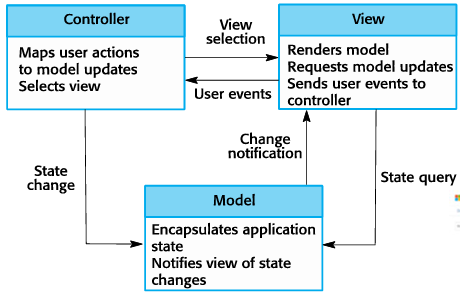 Controller
Maps user actions
to model updates
Selects view
View
selection
User events
View
Renders model
Requests model updates
Sends user events to
controller
State
change
Change
notification
State query
Model
Encapsulates application
state
Notifies view of state
changes